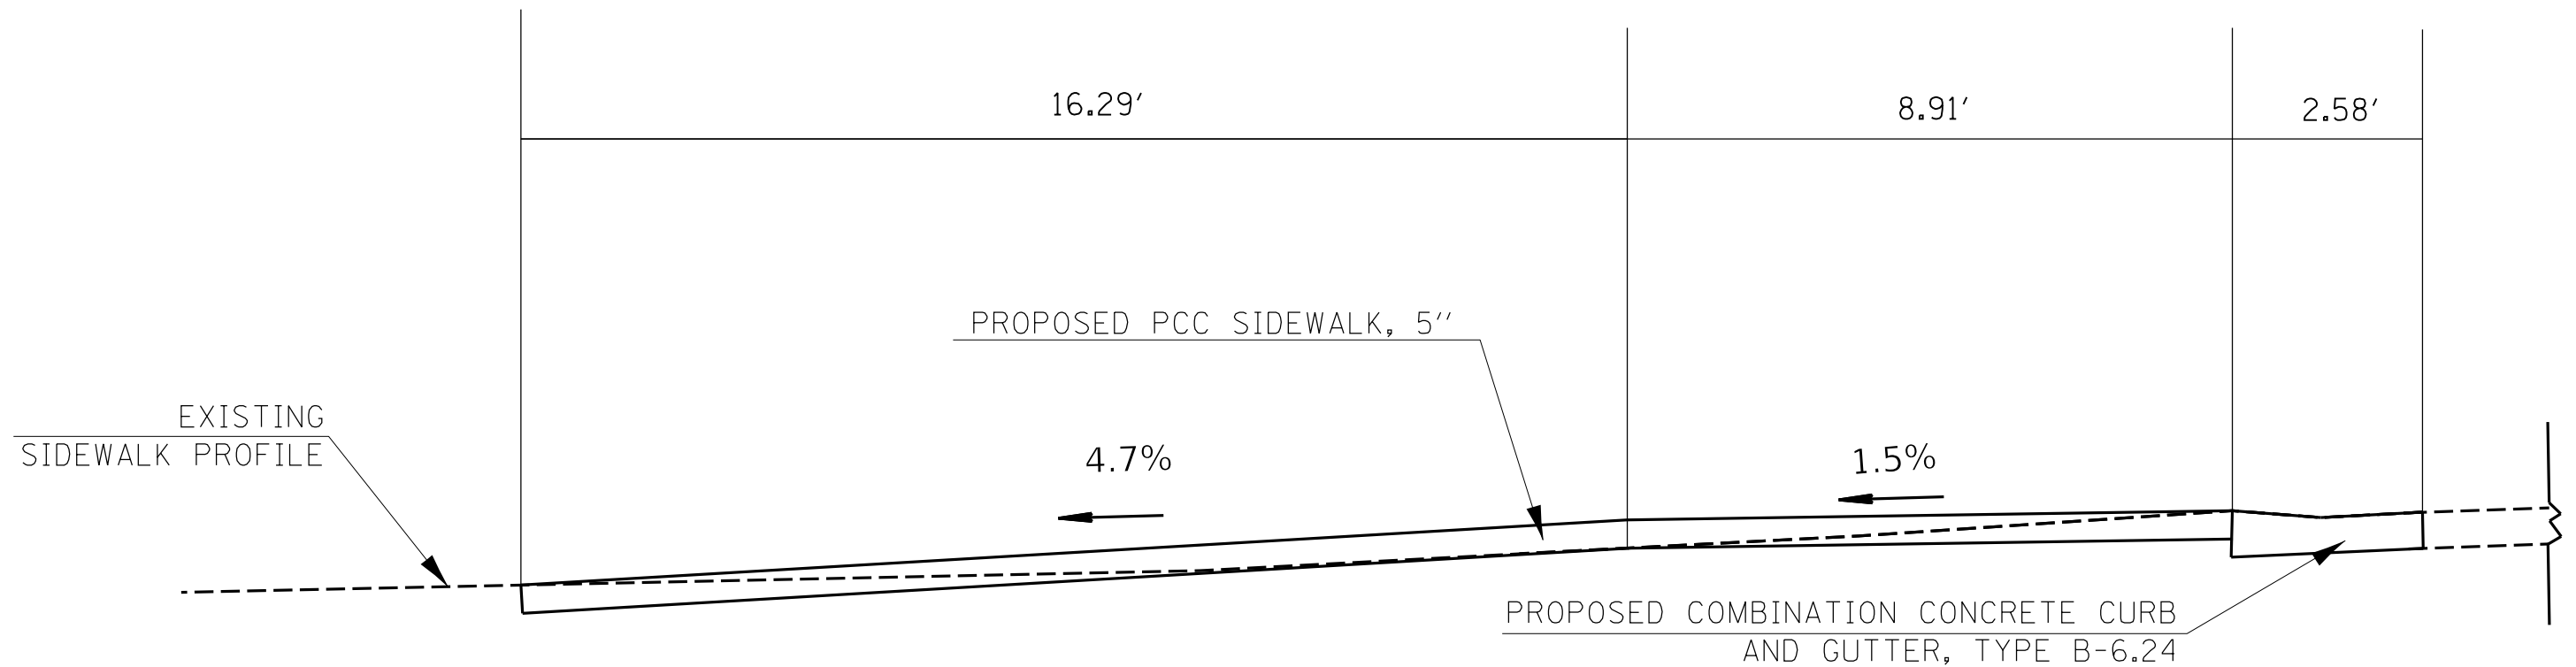 16.29'
8.91'
2.58'
PROPOSED PCC SIDEWALK, 5''
EXISTING
SIDEWALK PROFILE
4.7%
1.5%
PROPOSED COMBINATION CONCRETE CURB
AND GUTTER, TYPE B-6.24